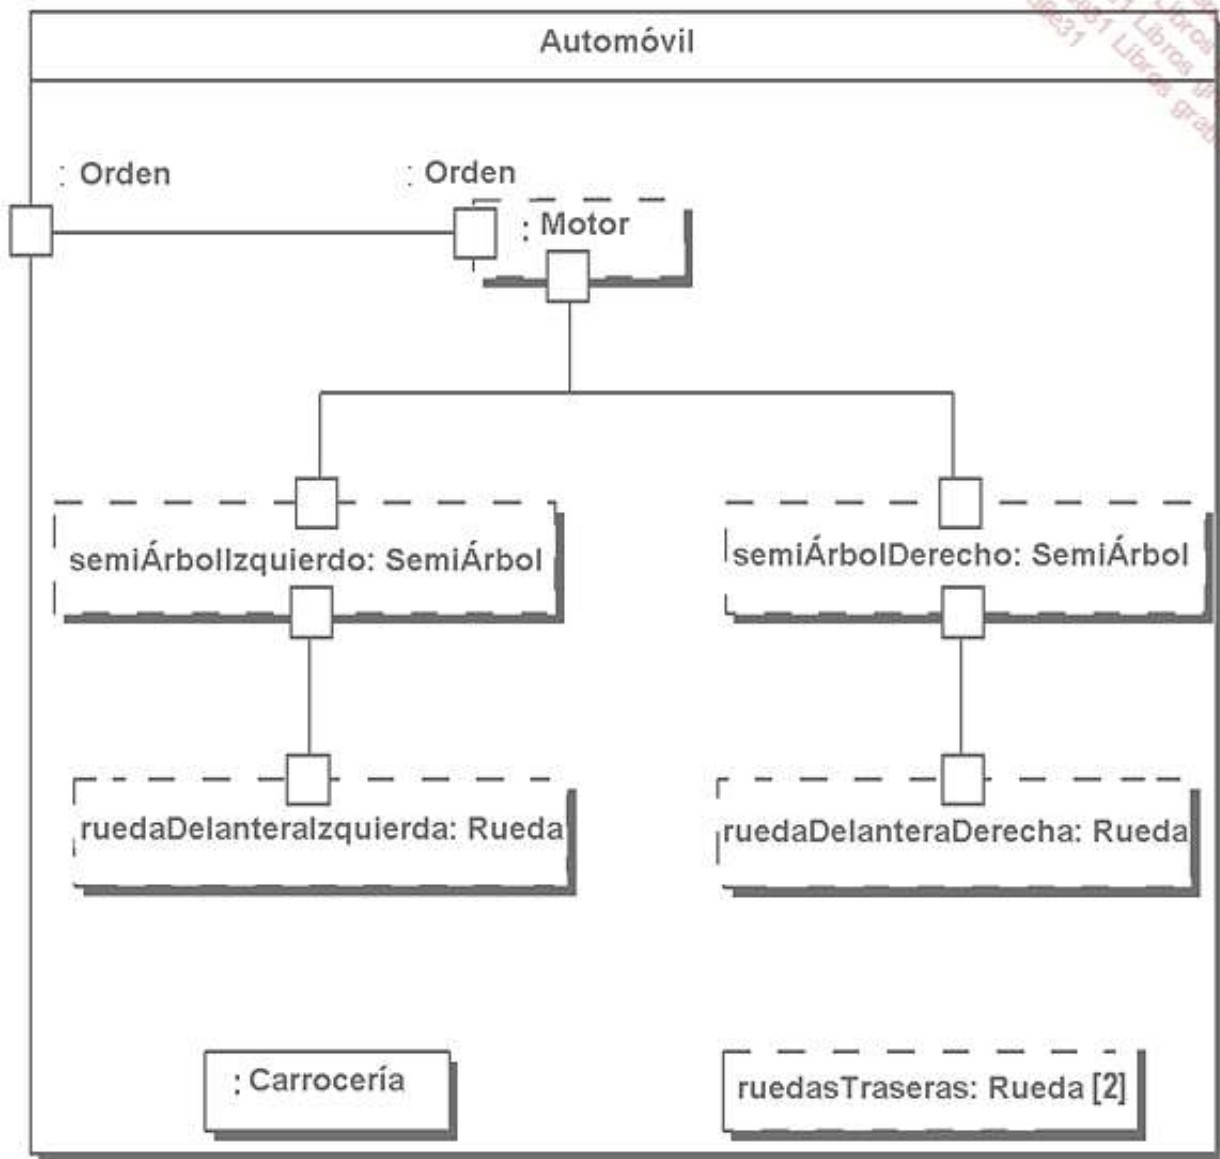 Automóvil
: Orden
: Orden
: Motor
semiÁrbolIzquierdo: SemiÁrbol
semiÁrbolDerecho: SemiÁrbol
ruedaDelanteraIzquierda: Rueda
ruedaDelanteraDerecha: Rueda
: Carrocería
ruedasTraseras: Rueda [2]